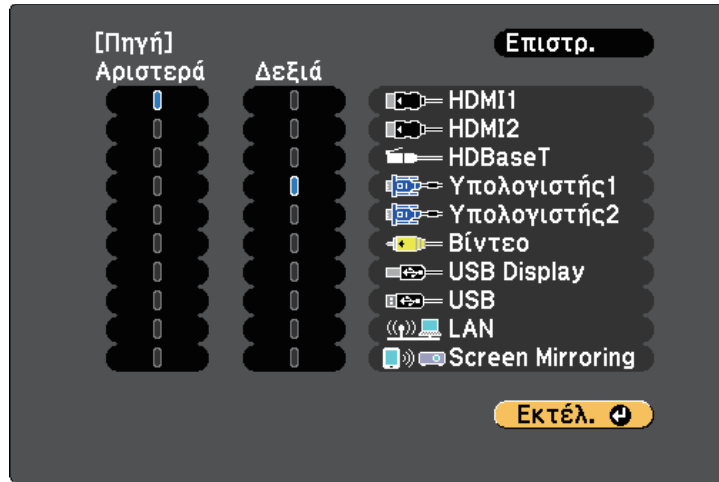 [Πηγή]
Επιστρ.
Αριστερά Δεξιά
HDMI1
HDMI2
HDBaseT
Υπολογιστής1
Υπολογιστής2
Βίντεο
USB Display
USB
LAN
Screen Mirroring
Εκτέλ.